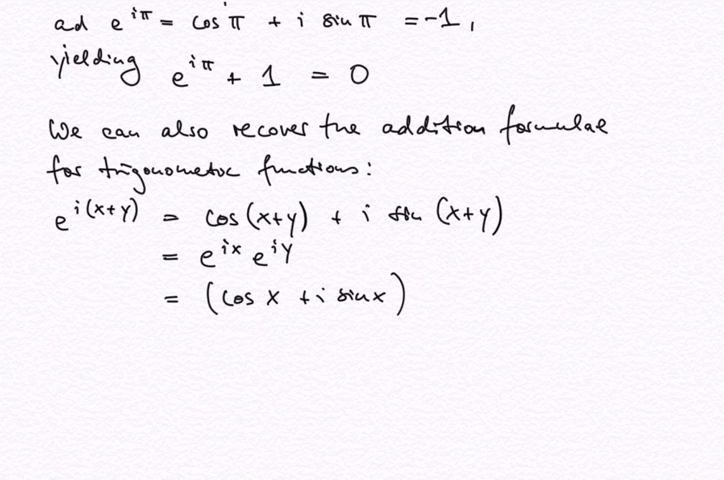 ad e^{iπ} = cos π + i sin π = -1,
yielding e^{iπ} + 1 = 0
We can also recover the addition formulae
for trigonometric functions:
e^{i(x+y)} = cos(x+y) + i sin (x+y)
= e^{ix} e^{iy}
= (cos x + i sin x)